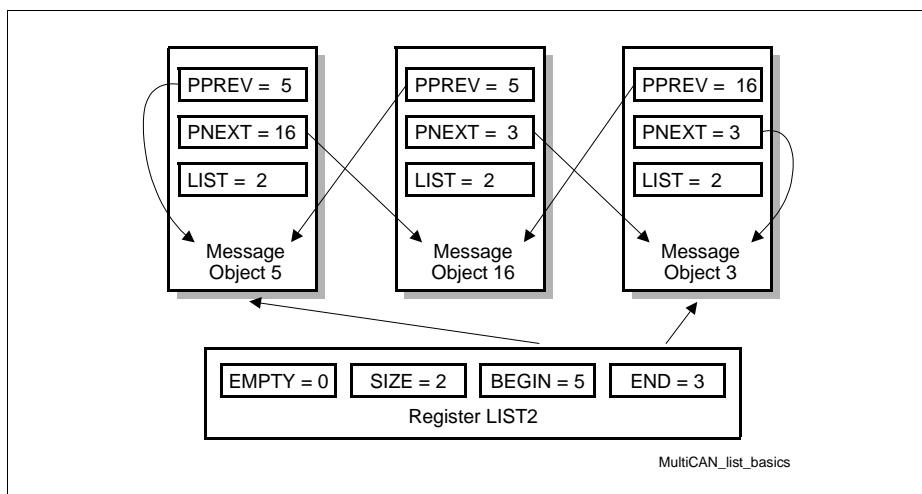 PPREV = 5
PNEXT = 16
LIST = 2
Message
Object 5
PPREV = 5
PNEXT = 3
LIST = 2
Message
Object 16
PPREV = 16
PNEXT = 3
LIST = 2
Message
Object 3
EMPTY = 0
SIZE = 2
BEGIN = 5
END = 3
Register LIST2
MultiCAN_list_basics